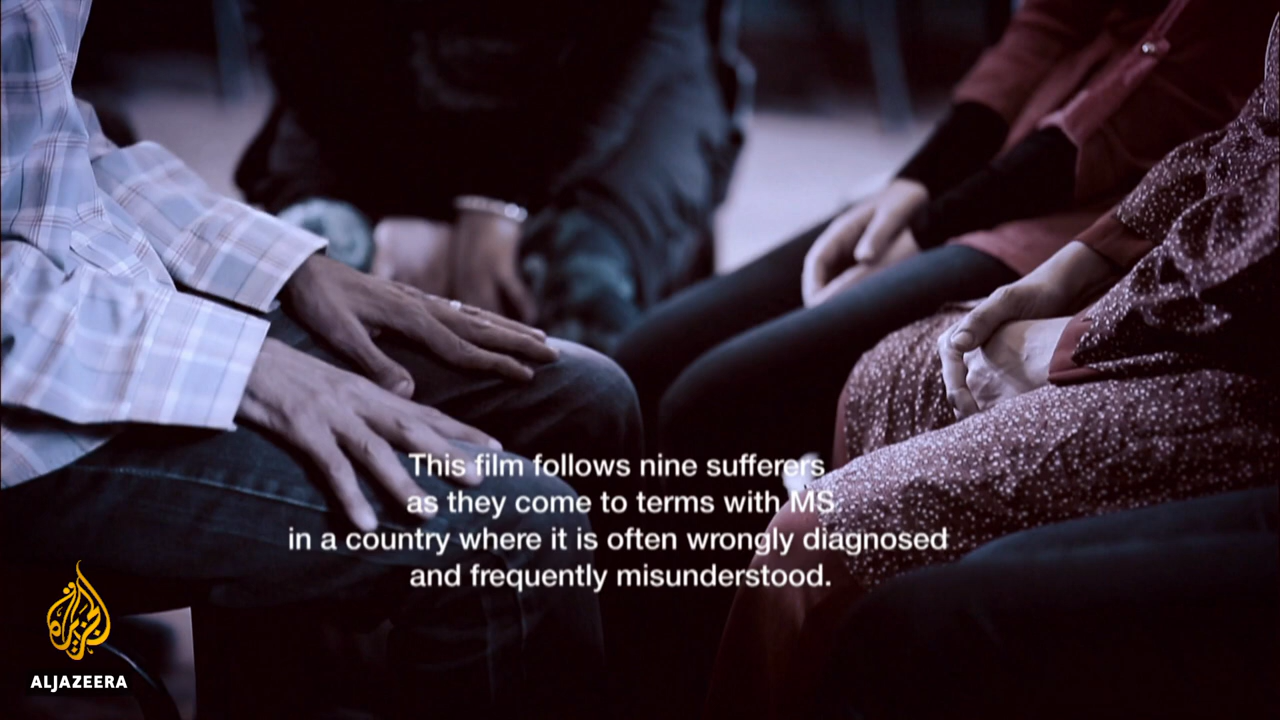 This film follows nine sufferers
as they come to terms with MS
in a country where it is often wrongly diagnosed
and frequently misunderstood.
الجزيرة
ALJAZEERA